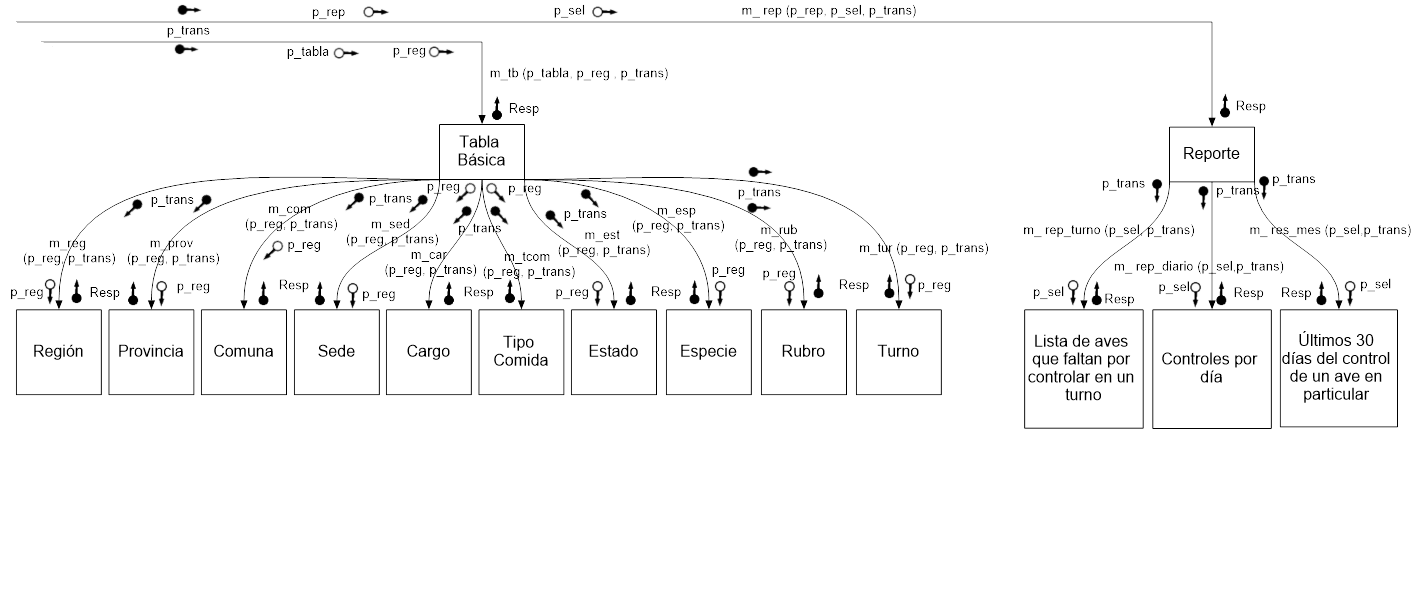 p_rep
p_sel
m_ rep (p_rep, p_sel, p_trans)
p_trans
p_tabla
p_reg
m_tb (p_tabla, p_reg , p_trans)
Resp
Resp
Tabla
Básica
Reporte
p_reg
p_reg
p_trans
p_trans
p_trans
p_trans
p_trans
p_trans
p_trans
p_trans
p_trans
m_com
(p_reg, p_trans)
m_sed
(p_reg, p_trans)
m_esp
(p_reg, p_trans)
m_reg
(p_reg, p_trans)
m_prov
(p_reg, p_trans)
p_reg
m_car
(p_reg, p_trans)
m_tcom
(p_reg, p_trans)
m_est
(p_reg, p_trans)
m_rub
(p_reg, p_trans)
m_tur (p_reg, p_trans)
m_ rep_turno (p_sel, p_trans)
m_res_mes (p_sel,p_trans)
m_ rep_diario (p_sel,p_trans)
p_reg
Resp
p_reg
Resp
p_reg
Resp
p_reg
Resp
p_reg
p_reg
Resp
p_reg
p_sel
Resp
p_sel
Resp
Resp
p_sel
Región
Provincia
Comuna
Sede
Cargo
Tipo
Comida
Estado
Especie
Rubro
Turno
Lista de aves
que faltan por
controlar en un
turno
Controles por
día
Últimos 30
días del control
de un ave en
particular